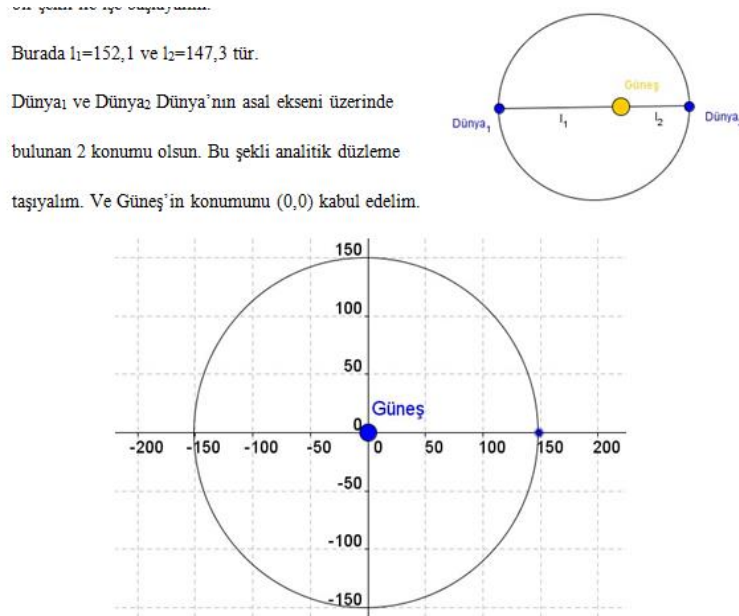 Burada l₁=152,1 ve l₂=147,3 tür.
Dünya₁ ve Dünya₂ Dünya’nın asal ekseni üzerinde
bulunan 2 konumu olsun. Bu şekli analitik düzleme
taşıyalım. Ve Güneş’in konumunu (0,0) kabul edelim.
Güneş
Dünya₁
l₁
l₂
Dünya
150
100
50
Güneş
0
-200 -150 -100 -50 0 50 100 150 200
-50
-100
-150